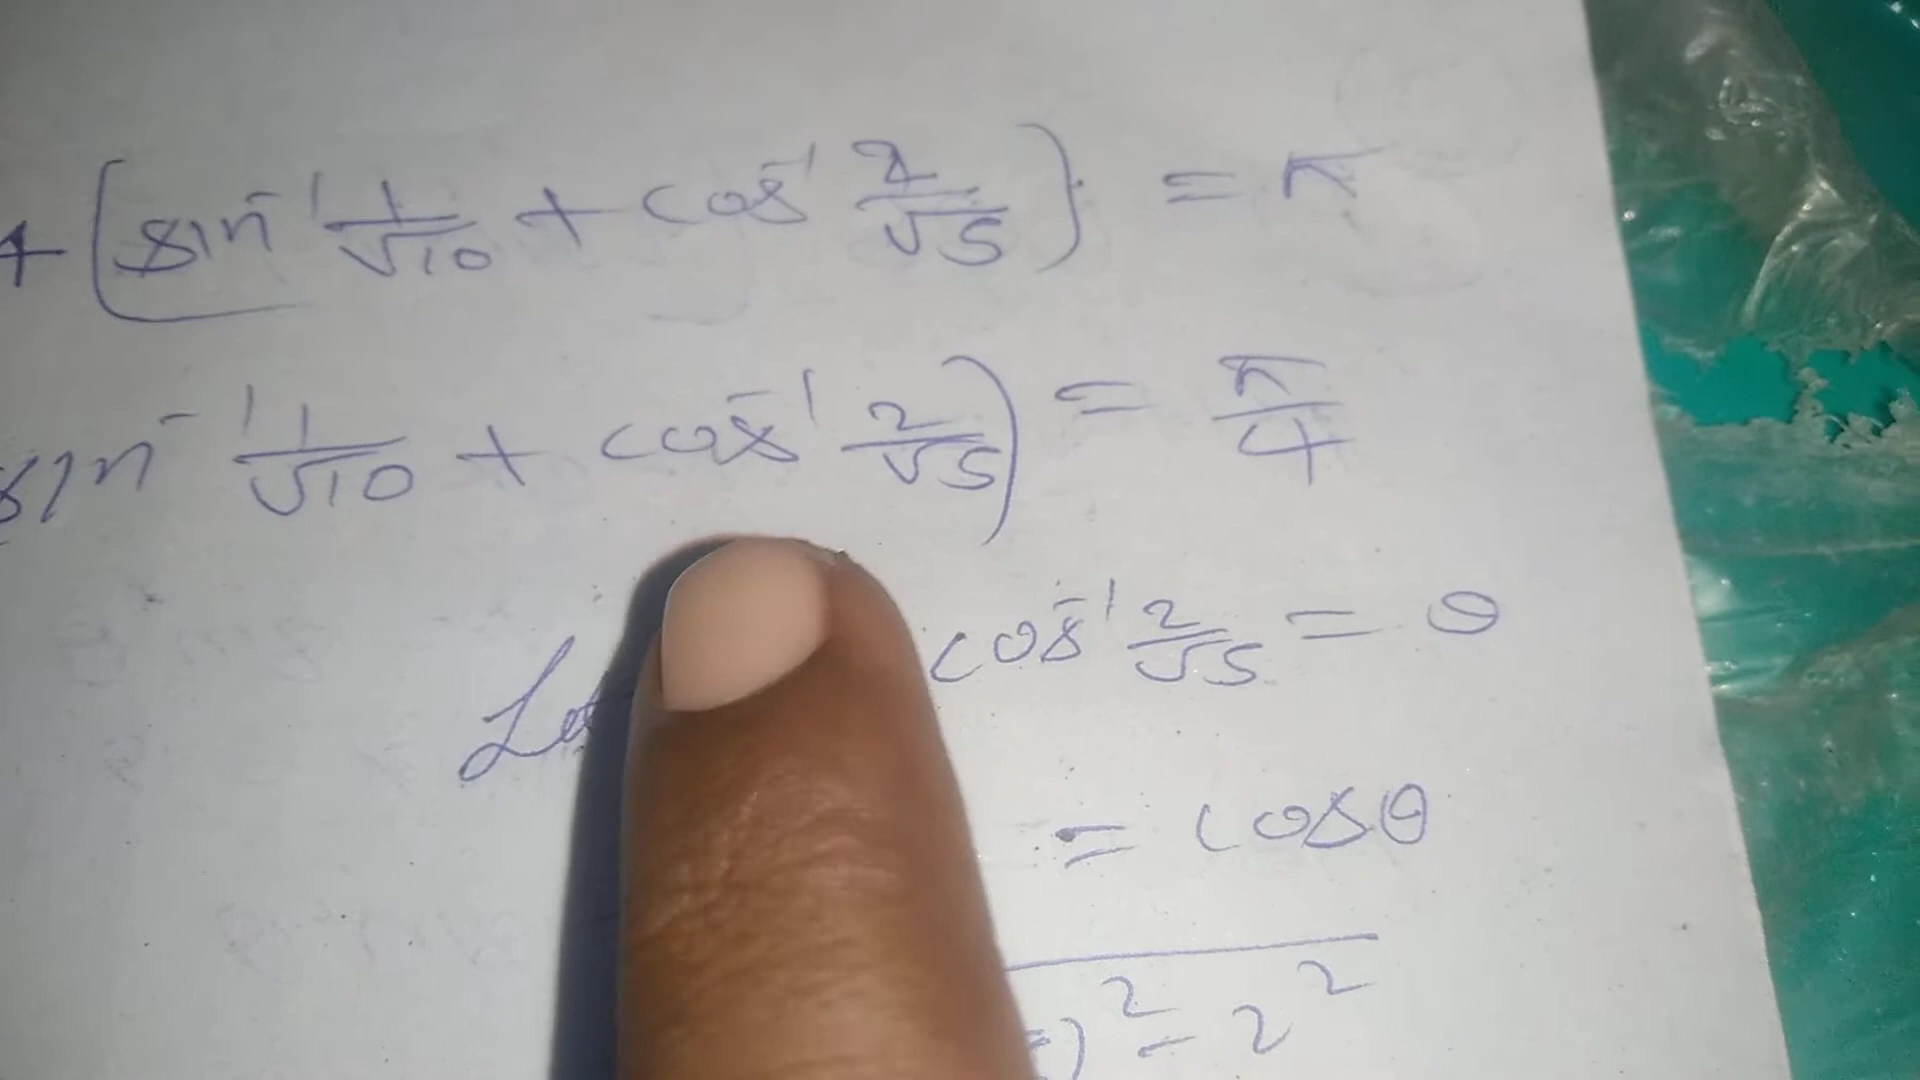 4 [sin⁻¹ 1/√10 + cos⁻¹ 2/√5} = π
sin⁻¹ 1/√10 + cos⁻¹ 2/√5) = π/4
Let cos⁻¹ 2/√5 = θ
= cosθ
)² - 2²